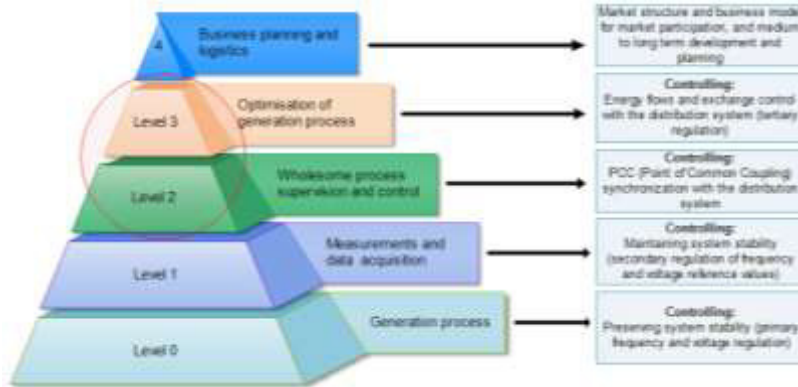 4
Business planning and
logistics
Market structure and business model
for market participation, and medium
to long term development and
planning
Level 3
Optimisation of
generation process
Controlling:
Energy flows and exchange control
with the distribution system (tertiary
regulation)
Level 2
Wholesome process
supervision and control
Controlling:
PCC (Point of Common Coupling)
synchronization with the distribution
system
Level 1
Measurements and
data acquisition
Controlling:
Maintaining system stability
(secondary regulation of frequency
and voltage reference values)
Level 0
Generation process
Controlling:
Preserving system stability (primary
frequency and voltage regulation)